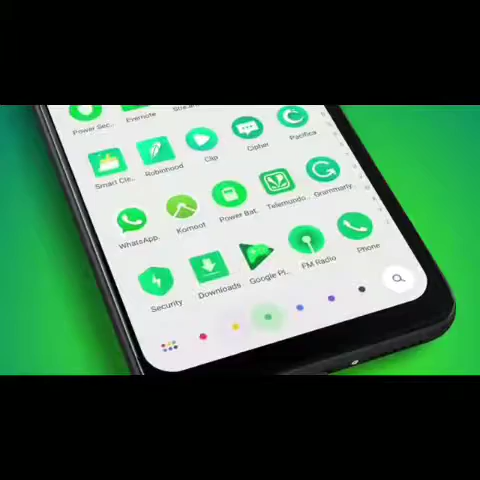 Power Sec.. Evernote
Smart Cle.. Robinhood Clip Cipher Pacifica
WhatsApp.. Komoot Power Bat.. Telemundo.. Grammarly..
Security Downloads Google Pl.. FM Radio Phone